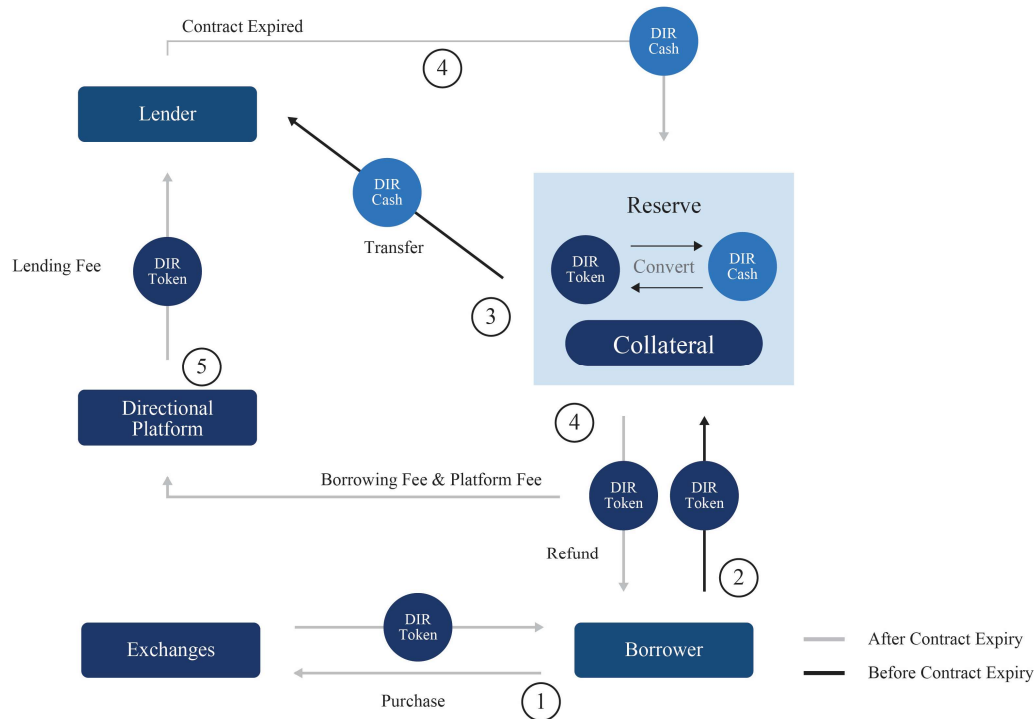 Contract Expired
DIR
Cash
4
Lender
DIR
Cash
Transfer
Reserve
DIR
Token
Convert
DIR
Cash
Collateral
3
Lending Fee
DIR
Token
5
Directional
Platform
4
Borrowing Fee & Platform Fee
DIR
Token
DIR
Token
Refund
2
Exchanges
DIR
Token
Borrower
Purchase
1
After Contract Expiry
Before Contract Expiry